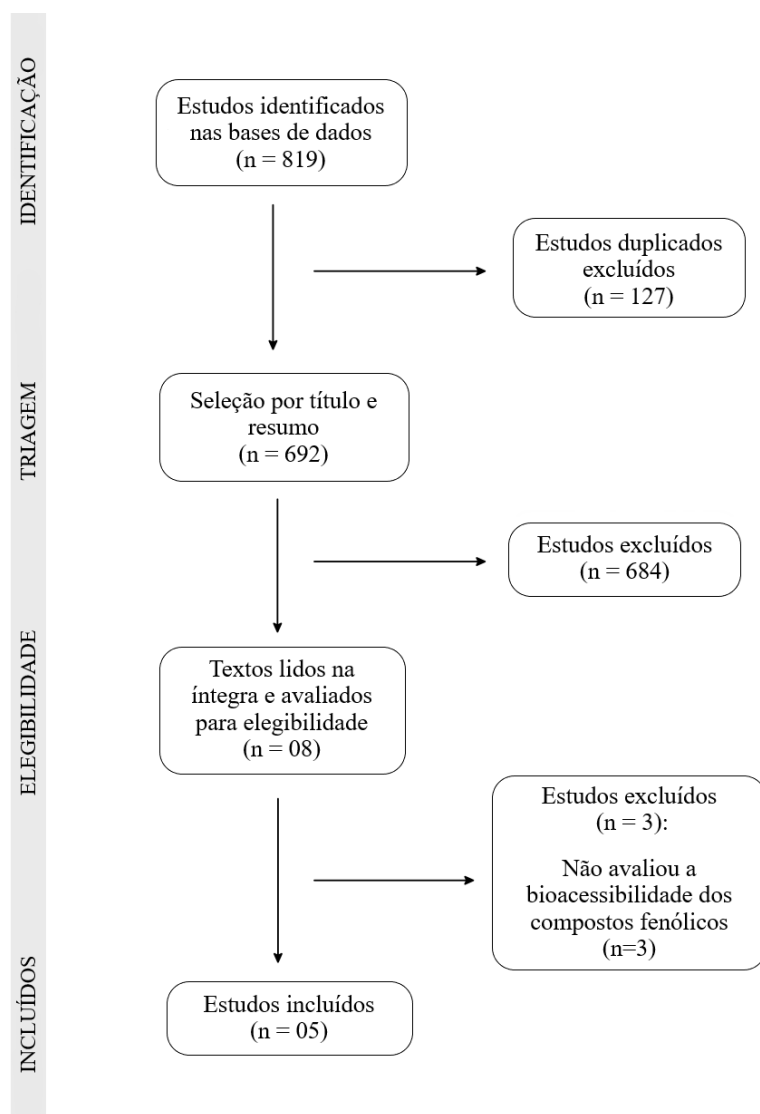 IDENTIFICAÇÃO
Estudos identificados
nas bases de dados
(n = 819)
Estudos duplicados
excluídos
(n = 127)
TRIAGEM
Seleção por título e
resumo
(n = 692)
Estudos excluídos
(n = 684)
ELEGIBILIDADE
Textos lidos na
íntegra e avaliados
para elegibilidade
(n = 08)
Estudos excluídos
(n = 3):
Não avaliou a
bioacessibilidade dos
compostos fenólicos
(n=3)
INCLUÍDOS
Estudos incluídos
(n = 05)